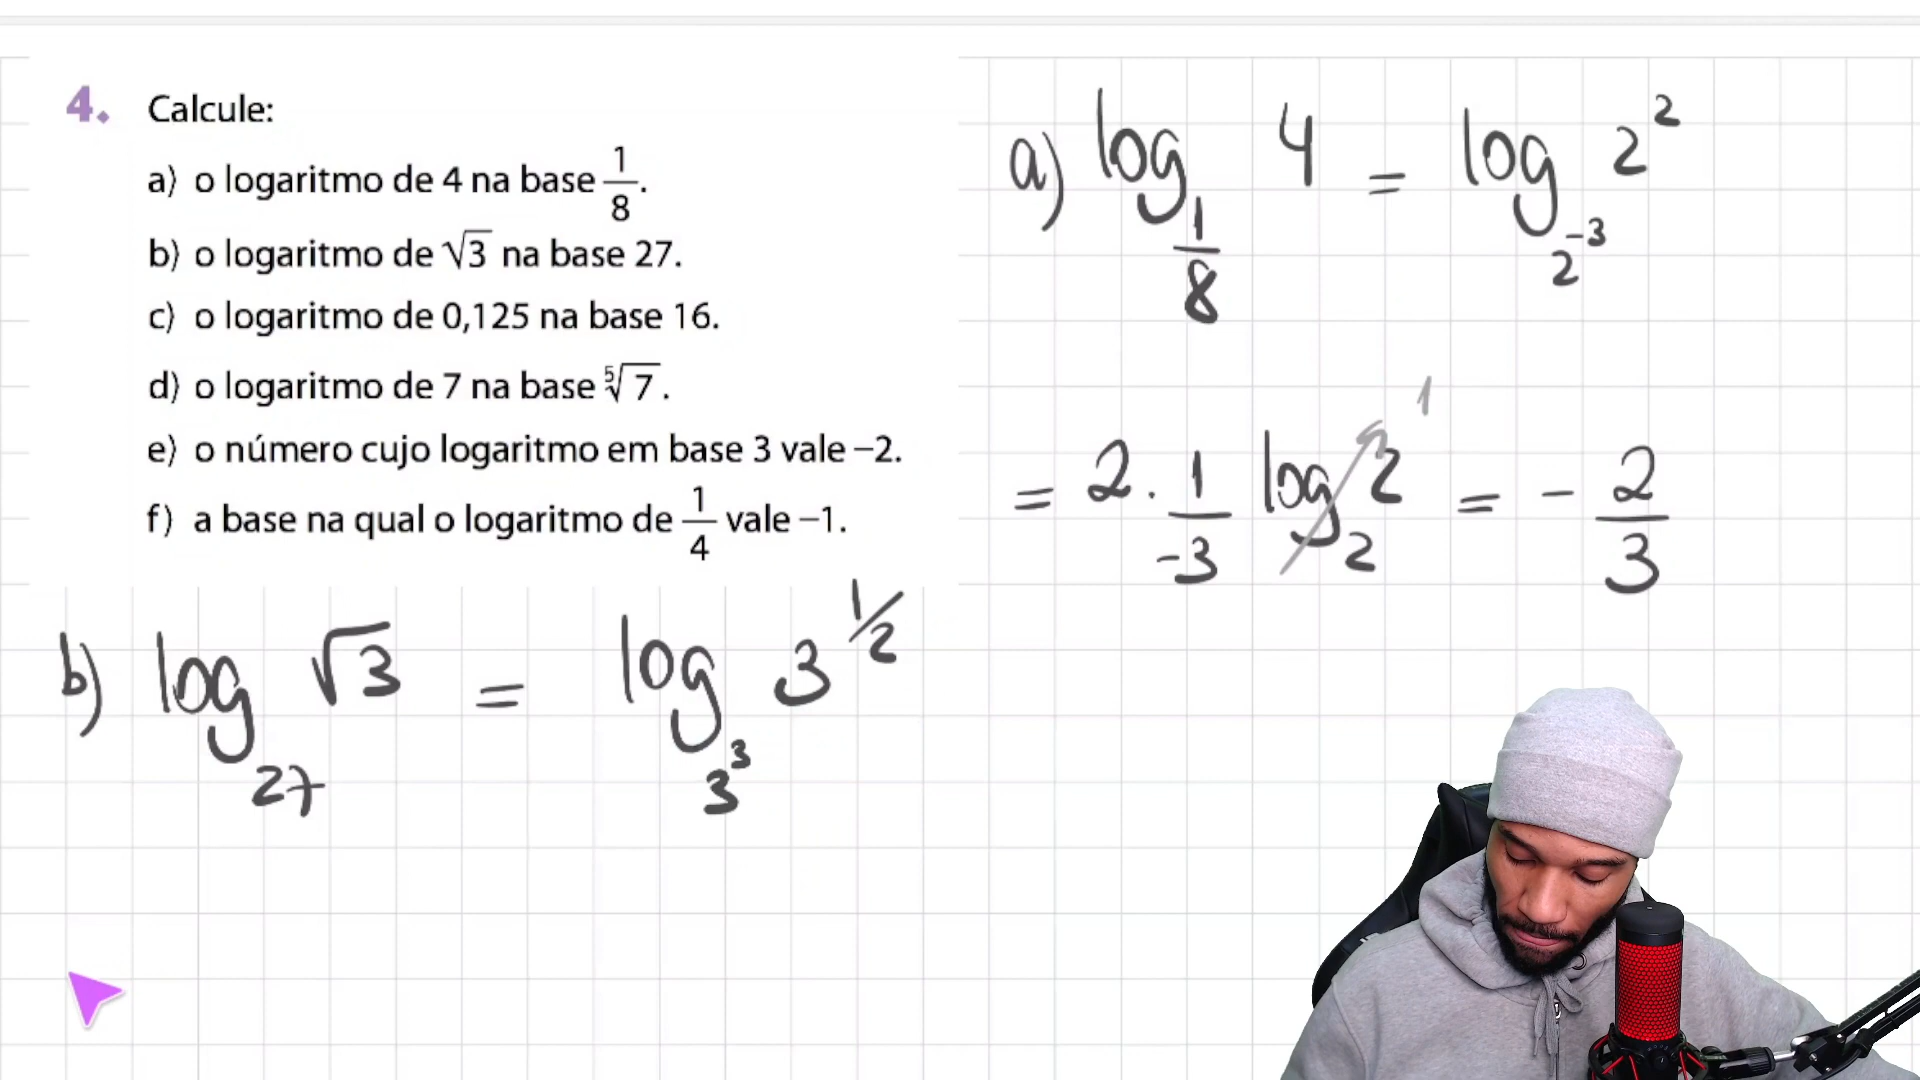 4. Calcule:
a) o logaritmo de 4 na base 1/8.
b) o logaritmo de √3 na base 27.
c) o logaritmo de 0,125 na base 16.
d) o logaritmo de 7 na base ⁵√7.
e) o número cujo logaritmo em base 3 vale −2.
f) a base na qual o logaritmo de 1/4 vale −1.
a) log_{1/8} 4 = log_{2^{-3}} 2^2
= 2 · 1/-3 log_2 2 1 = - 2/3
b) log_{27} √3 = log_{3^3} 3^{1/2}